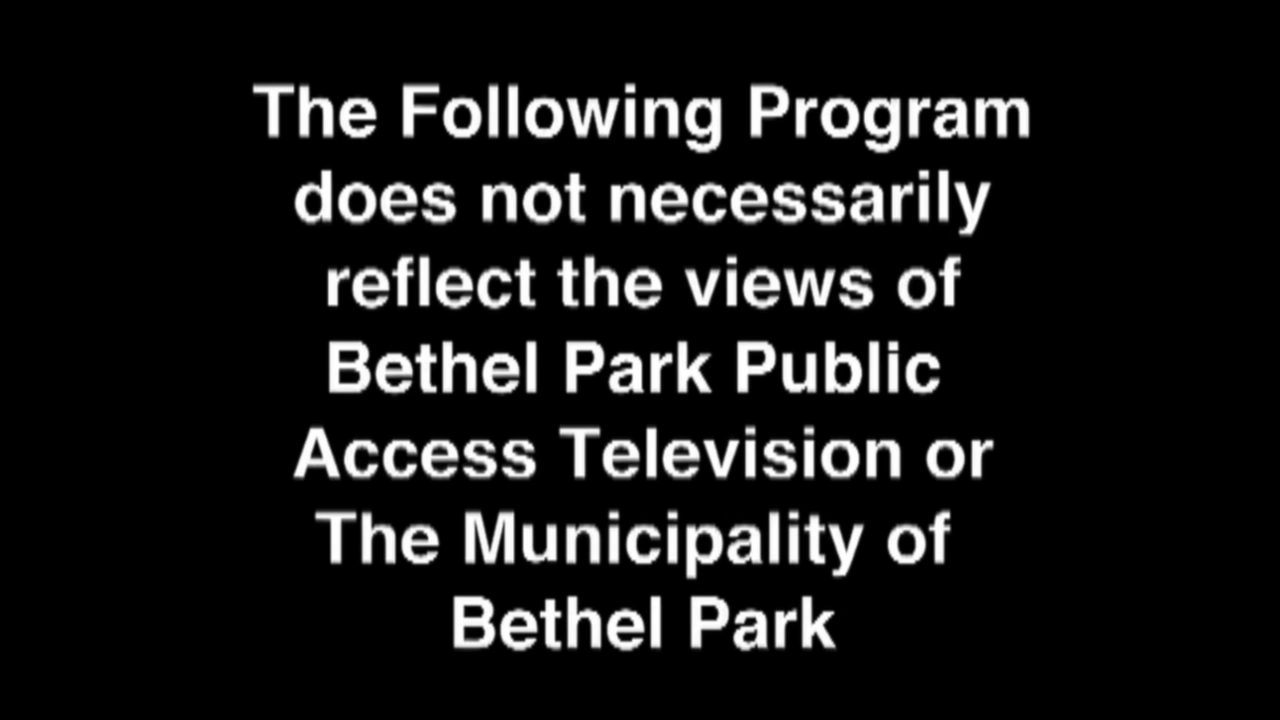 The Following Program
does not necessarily
reflect the views of
Bethel Park Public
Access Television or
The Municipality of
Bethel Park